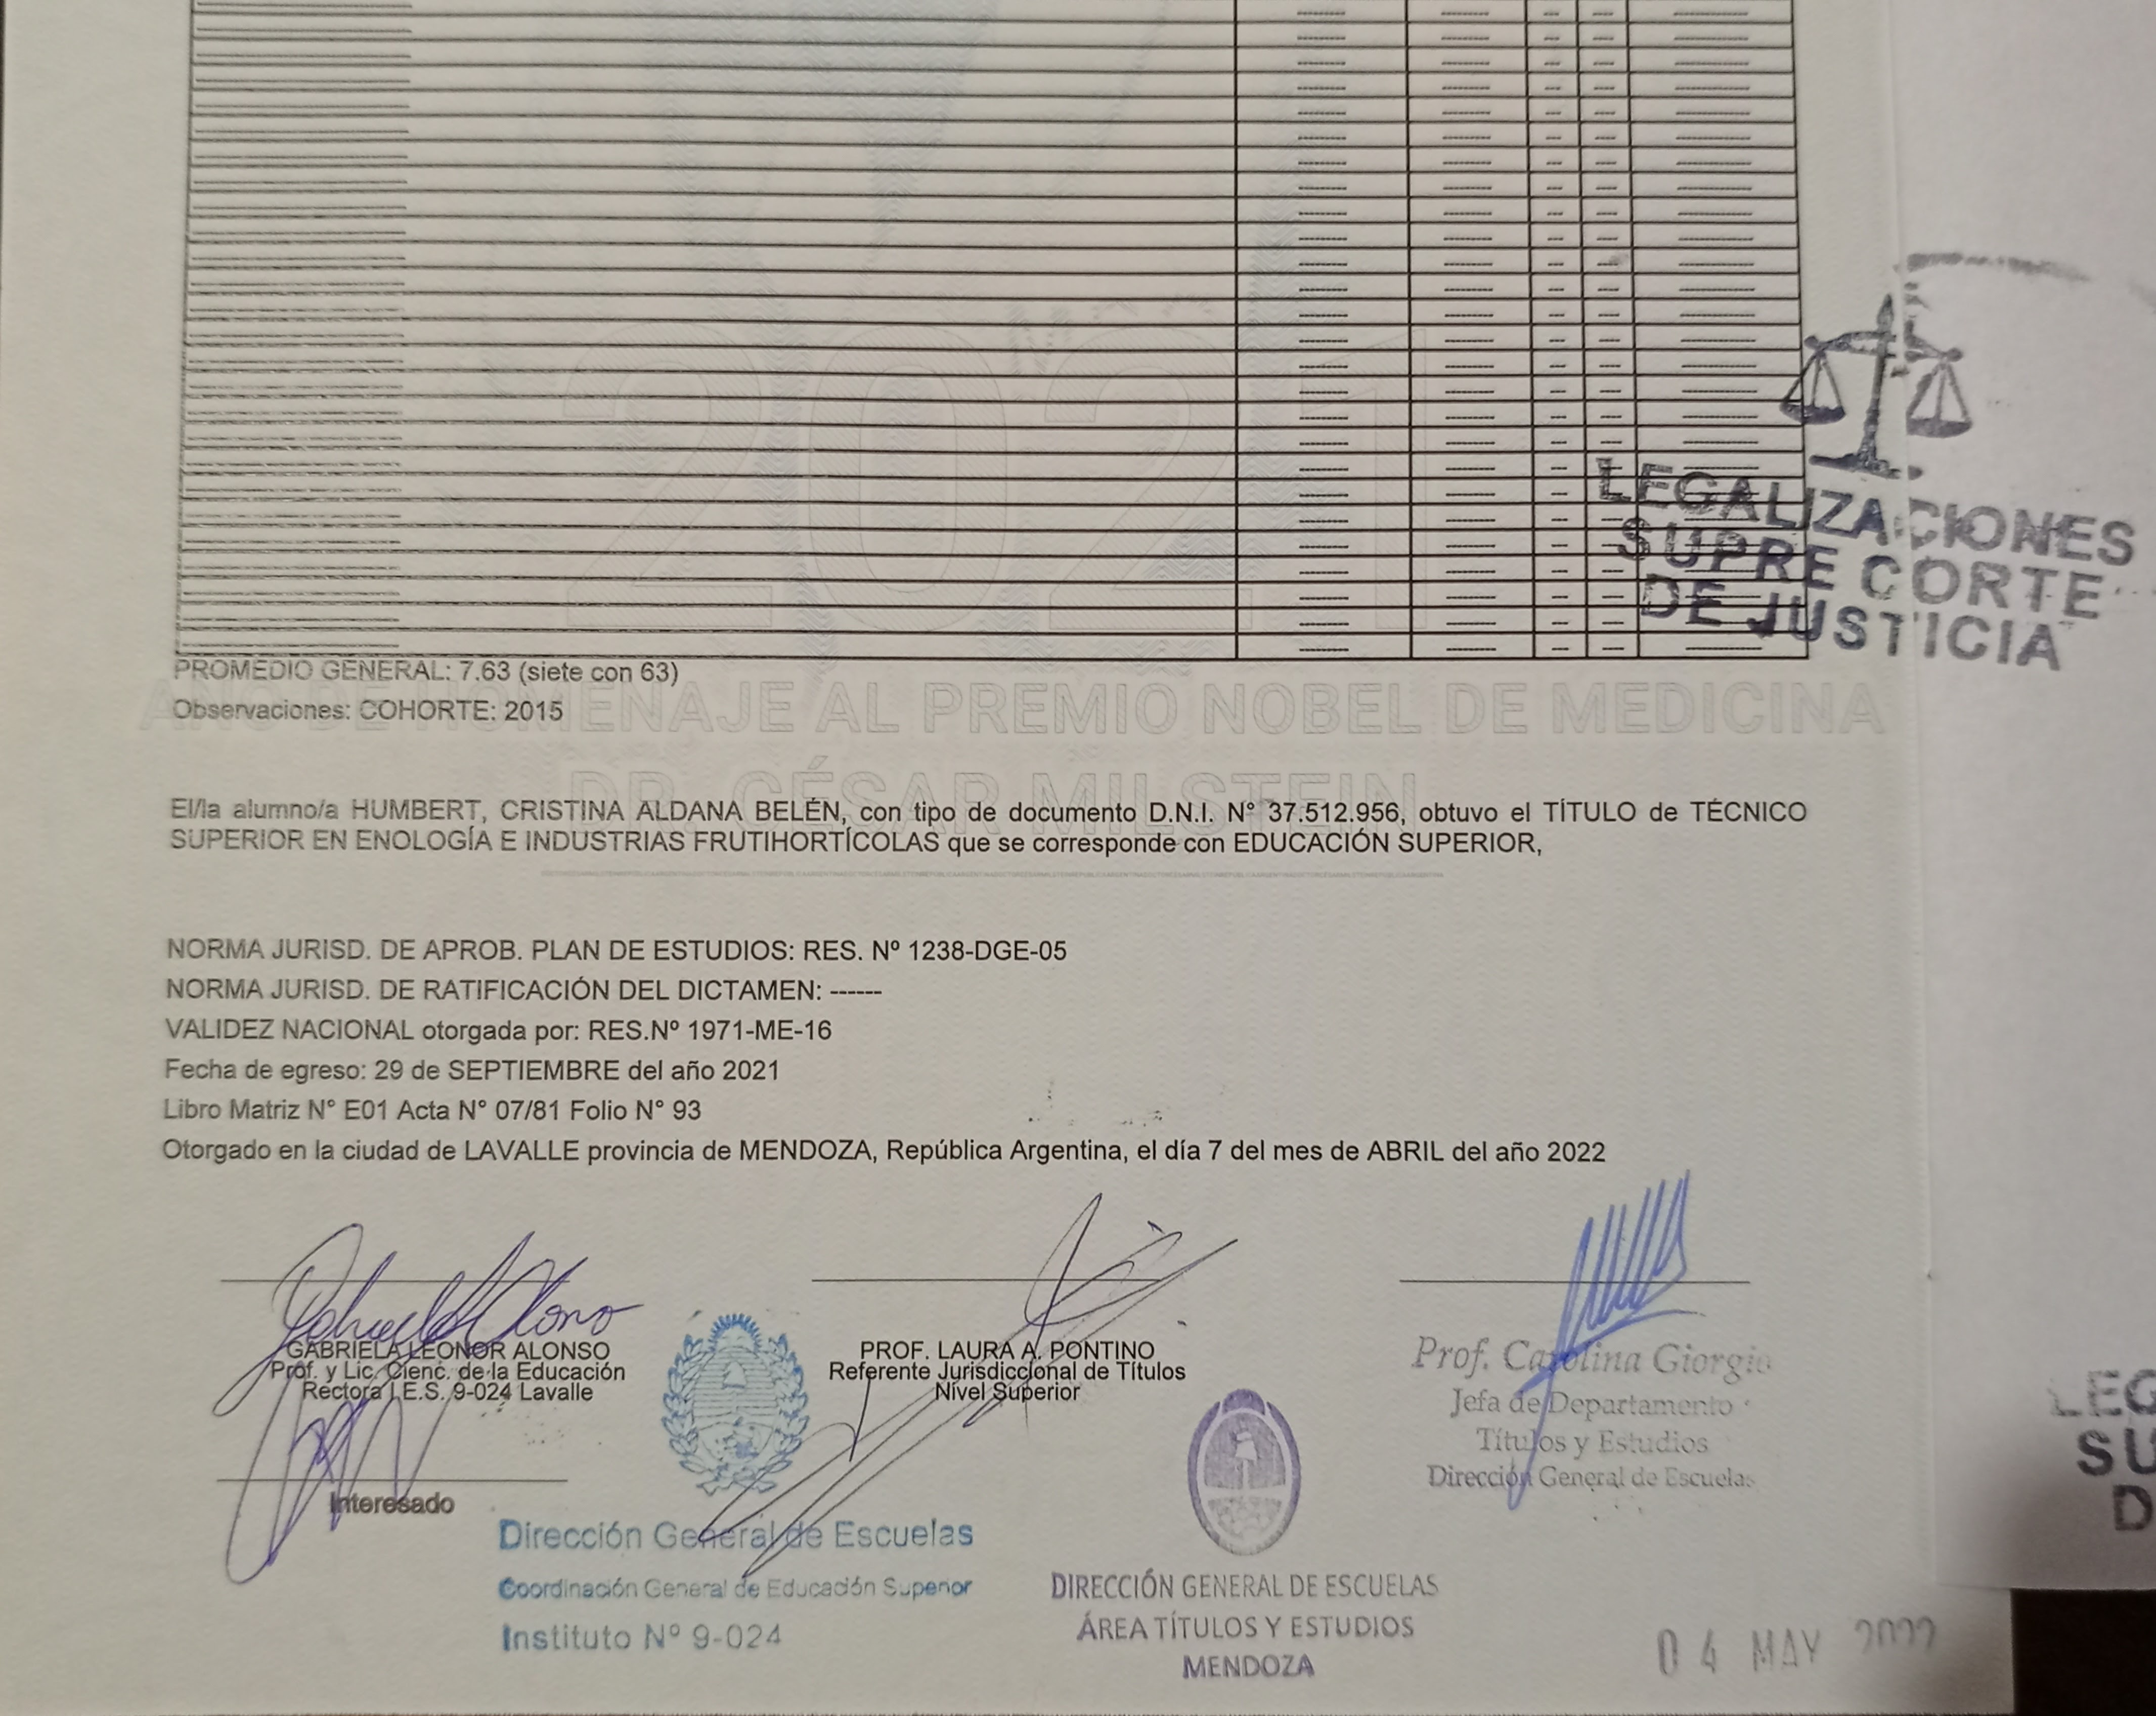 2021
LEGALIZACIONES
SUPRE CORTE
DE JUSTICIA
PROMEDIO GENERAL: 7.63 (siete con 63)
AÑO DE HOMENAJE AL PREMIO NOBEL DE MEDICINA
Observaciones: COHORTE: 2015
DR. CÉSAR MILSTEIN
El/la alumno/a HUMBERT, CRISTINA ALDANA BELÉN, con tipo de documento D.N.I. N° 37.512.956, obtuvo el TÍTULO de TÉCNICO
SUPERIOR EN ENOLOGÍA E INDUSTRIAS FRUTIHORTÍCOLAS que se corresponde con EDUCACIÓN SUPERIOR,
NORMA JURISD. DE APROB. PLAN DE ESTUDIOS: RES. Nº 1238-DGE-05
NORMA JURISD. DE RATIFICACIÓN DEL DICTAMEN: ------
VALIDEZ NACIONAL otorgada por: RES.Nº 1971-ME-16
Fecha de egreso: 29 de SEPTIEMBRE del año 2021
Libro Matriz N° E01 Acta N° 07/81 Folio N° 93
Otorgado en la ciudad de LAVALLE provincia de MENDOZA, República Argentina, el día 7 del mes de ABRIL del año 2022
GABRIELA LEONOR ALONSO
Prof. y Lic. Cienc. de la Educación
Rectora I.E.S. 9-024 Lavalle
PROF. LAURA A. PONTINO
Referente Jurisdiccional de Títulos
Nivel Superior
Prof. Carolina Giorgio
Jefa de Departamento
Títulos y Estudios
Dirección General de Escuelas
Interesado
Dirección General de Escuelas
Coordinación General de Educación Superior
Instituto Nº 9-024
DIRECCIÓN GENERAL DE ESCUELAS
ÁREA TÍTULOS Y ESTUDIOS
MENDOZA
04 MAY 2022
LEG
SU
D